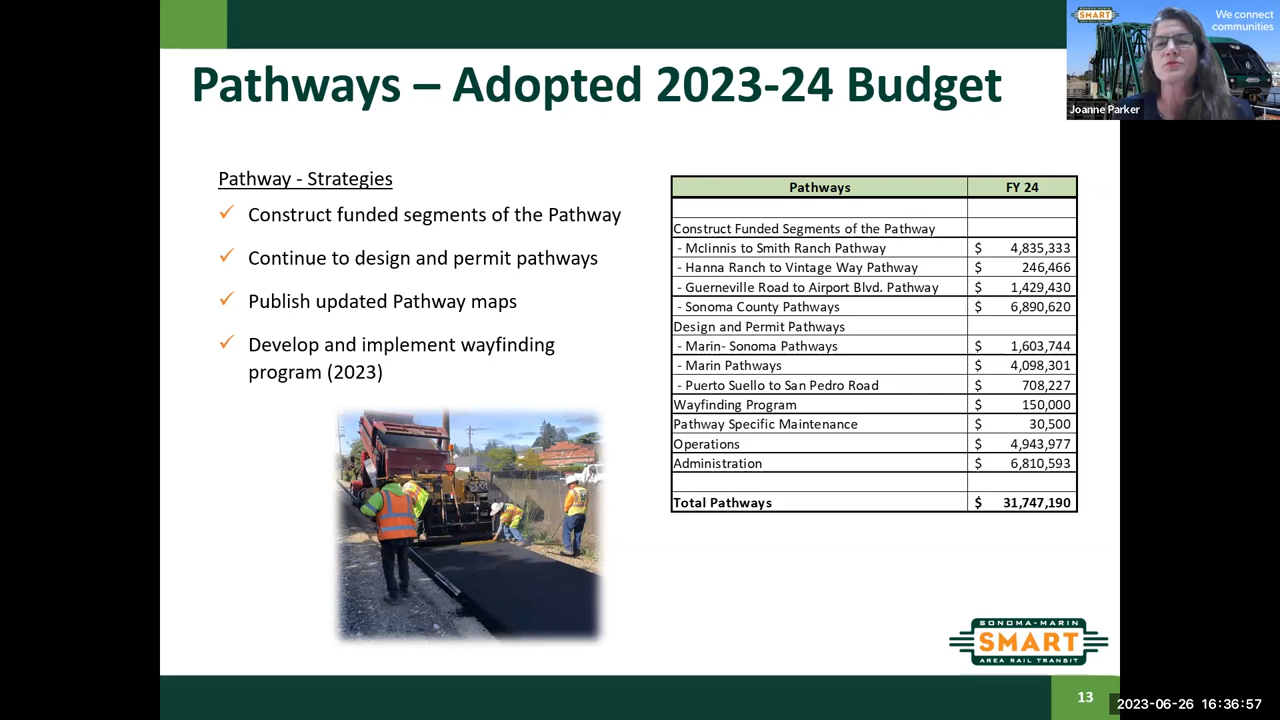 Pathways – Adopted 2023-24 Budget
SONOMA-MARIN
SMART
We connect
communities
Joanne Parker
Pathway - Strategies
✓ Construct funded segments of the Pathway
✓ Continue to design and permit pathways
✓ Publish updated Pathway maps
✓ Develop and implement wayfinding
program (2023)
Pathways FY 24
Construct Funded Segments of the Pathway
- McInnis to Smith Ranch Pathway $ 4,835,333
- Hanna Ranch to Vintage Way Pathway $ 246,466
- Guerneville Road to Airport Blvd. Pathway $ 1,429,430
- Sonoma County Pathways $ 6,890,620
Design and Permit Pathways
- Marin- Sonoma Pathways $ 1,603,744
- Marin Pathways $ 4,098,301
- Puerto Suello to San Pedro Road $ 708,227
Wayfinding Program $ 150,000
Pathway Specific Maintenance $ 30,500
Operations $ 4,943,977
Administration $ 6,810,593
Total Pathways $ 31,747,190
SONOMA-MARIN
SMART
AREA RAIL TRANSIT
13
2023-06-26 16:36:57